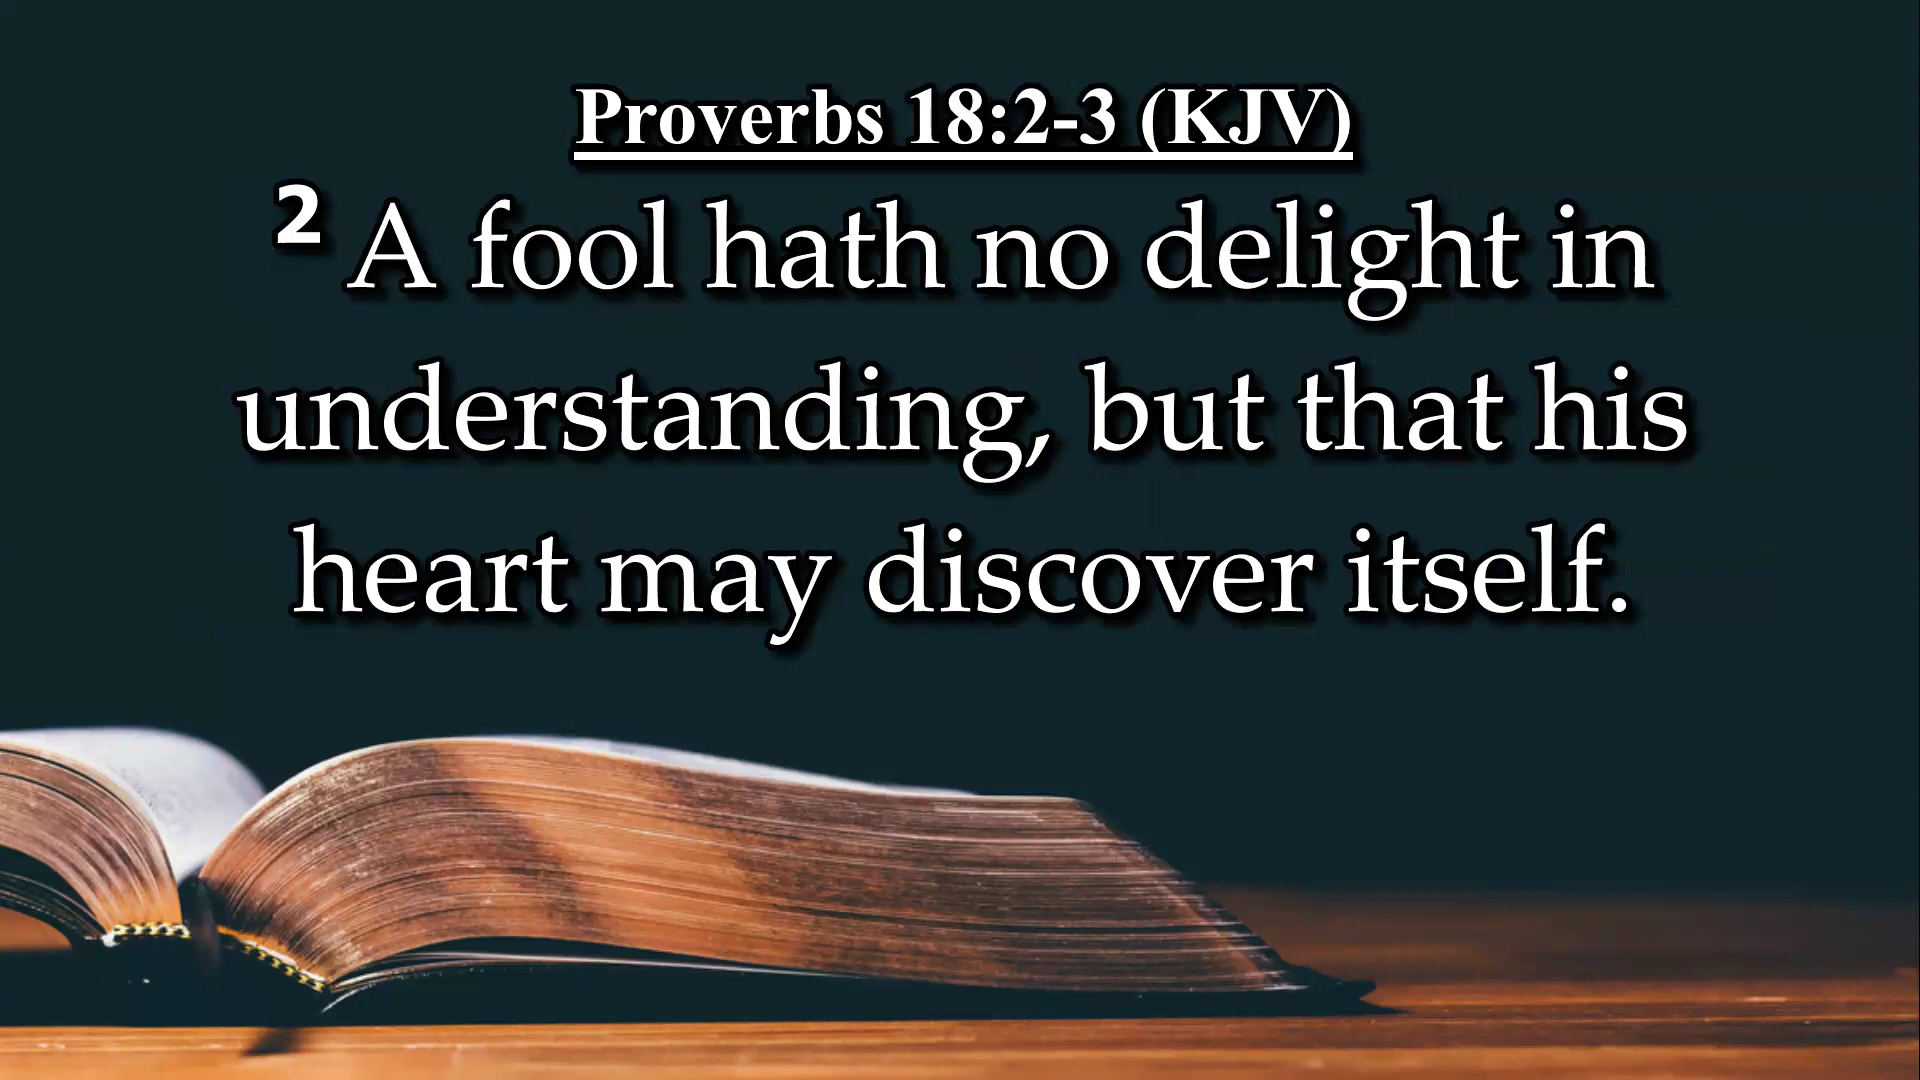 Proverbs 18:2-3 (KJV)
2 A fool hath no delight in
understanding, but that his
heart may discover itself.